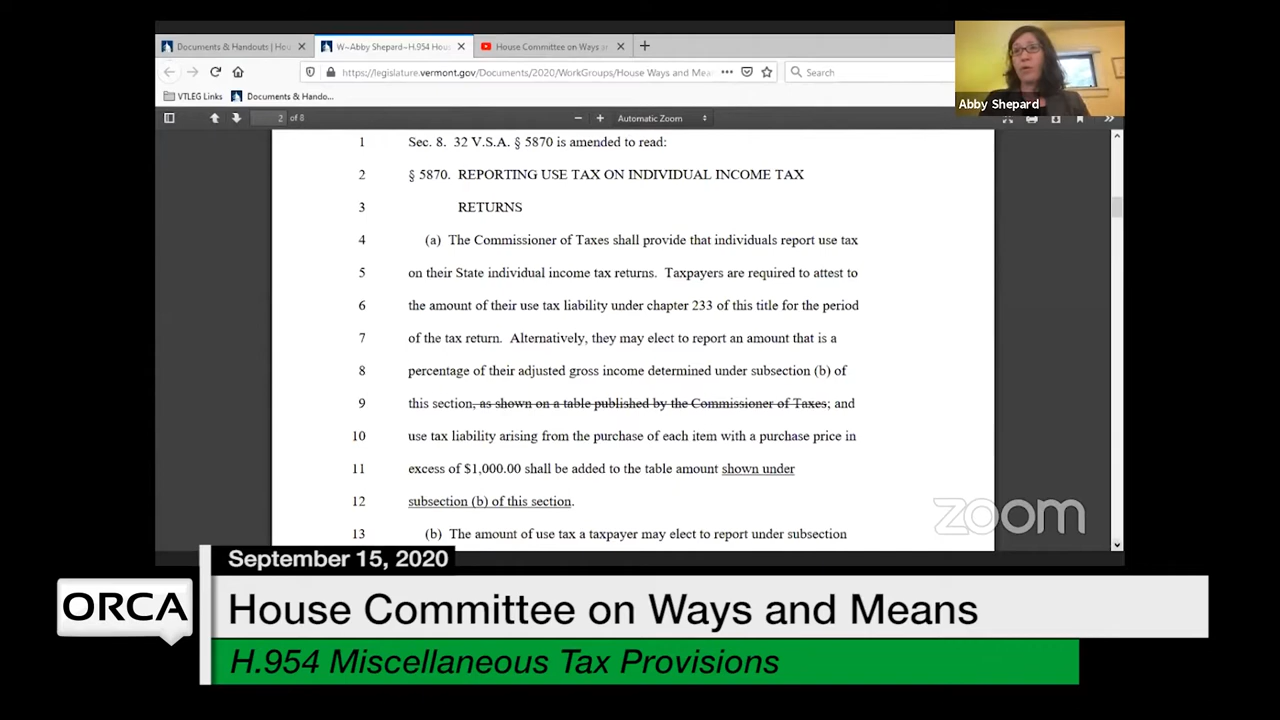 Documents & Handouts | Hou
W~Abby Shepard~H.954 Hous
House Committee on Ways an
https://legislature.vermont.gov/Documents/2020/WorkGroups/House Ways and Mea
Search
VTLEG Links
Documents & Hando...
Abby Shepard
2 of 8
Automatic Zoom
1 Sec. 8. 32 V.S.A. § 5870 is amended to read:
2 § 5870. REPORTING USE TAX ON INDIVIDUAL INCOME TAX
3 RETURNS
4 (a) The Commissioner of Taxes shall provide that individuals report use tax
5 on their State individual income tax returns. Taxpayers are required to attest to
6 the amount of their use tax liability under chapter 233 of this title for the period
7 of the tax return. Alternatively, they may elect to report an amount that is a
8 percentage of their adjusted gross income determined under subsection (b) of
9 this section, as shown on a table published by the Commissioner of Taxes; and
10 use tax liability arising from the purchase of each item with a purchase price in
11 excess of $1,000.00 shall be added to the table amount shown under
12 subsection (b) of this section.
13 (b) The amount of use tax a taxpayer may elect to report under subsection
zoom
September 15, 2020
ORCA
House Committee on Ways and Means
H.954 Miscellaneous Tax Provisions